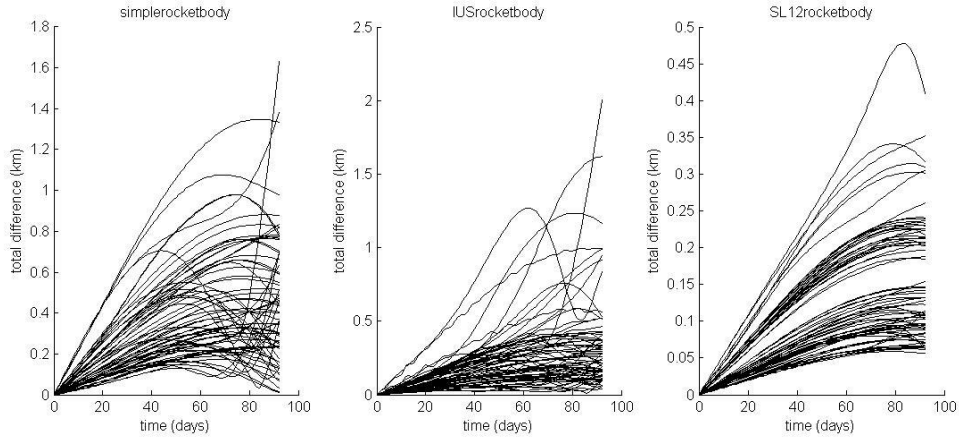 simplerocketbody
1.8
1.6
1.4
1.2
1
0.8
0.6
0.4
0.2
0
total difference (km)
0 20 40 60 80 100
time (days)
IUSrocketbody
2.5
2
1.5
1
0.5
0
total difference (km)
0 20 40 60 80 100
time (days)
SL12rocketbody
0.5
0.45
0.4
0.35
0.3
0.25
0.2
0.15
0.1
0.05
0
total difference (km)
0 20 40 60 80 100
time (days)